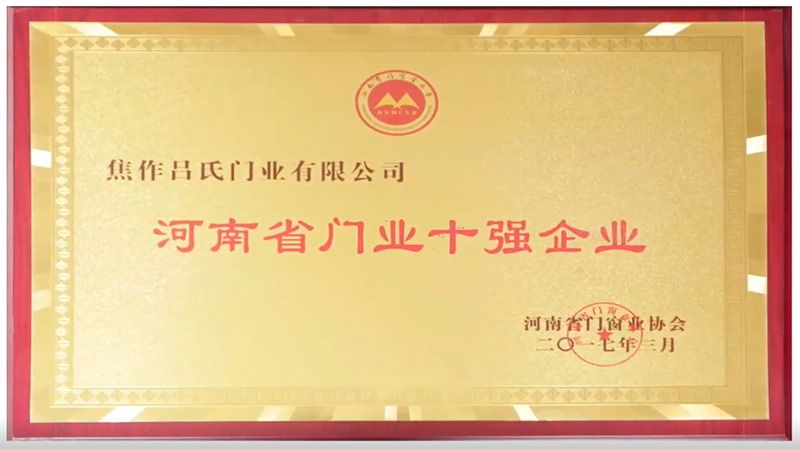 焦作吕氏门业有限公司
河南省门业十强企业
河南省门窗业协会
二〇一七年三月